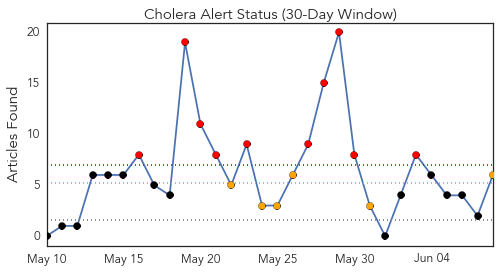 Cholera Alert Status (30-Day Window)
Articles Found
20
15
10
5
0
May 10
May 15
May 20
May 25
May 30
Jun 04